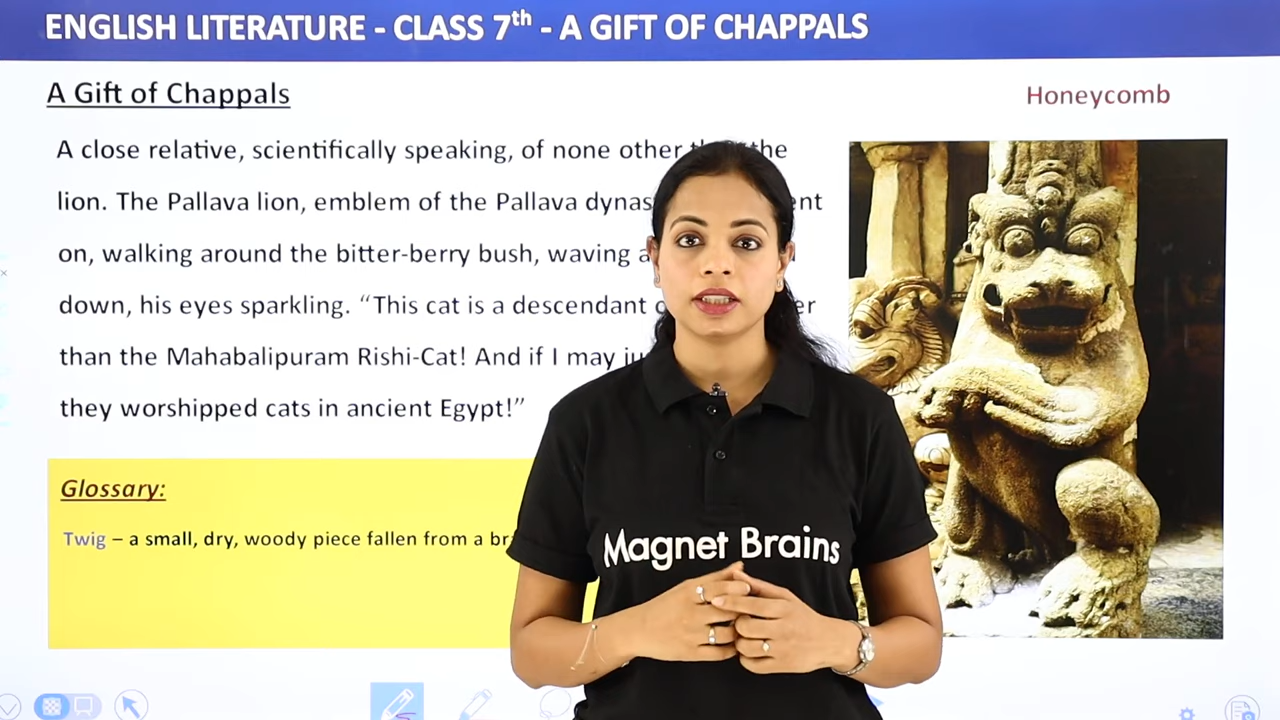 ENGLISH LITERATURE - CLASS 7th - A GIFT OF CHAPPALS
A Gift of Chappals
Honeycomb
A close relative, scientifically speaking, of none other the
lion. The Pallava lion, emblem of the Pallava
on, walking around the bitter-berry bush, waving
down, his eyes sparkling. “This cat is a descendant
than the Mahabalipuram Rishi-Cat! And if I may
they worshipped cats in ancient Egypt!”
Glossary:
Twig – a small, dry, woody piece fallen from a
Magnet Brains